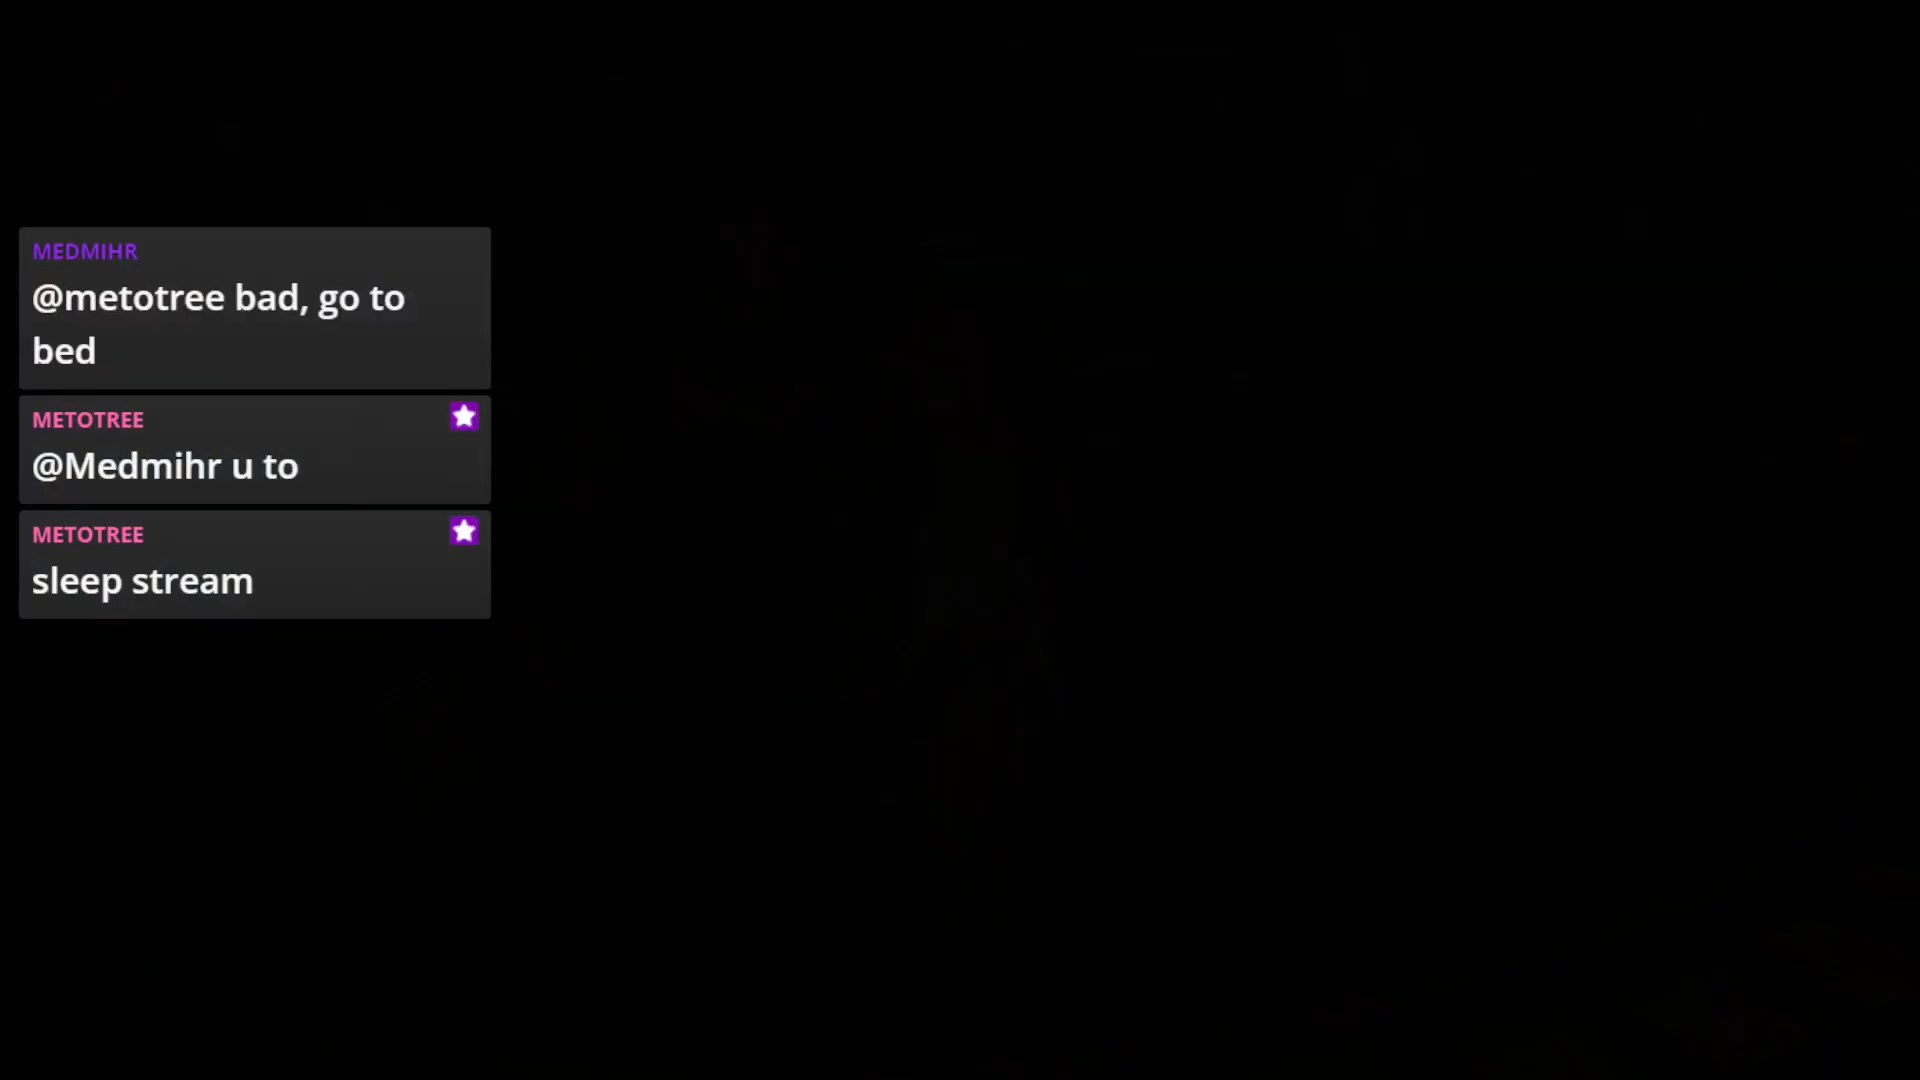 MEDMIHR
@metotree bad, go to
bed
METOTREE
@Medmihr u to
METOTREE
sleep stream